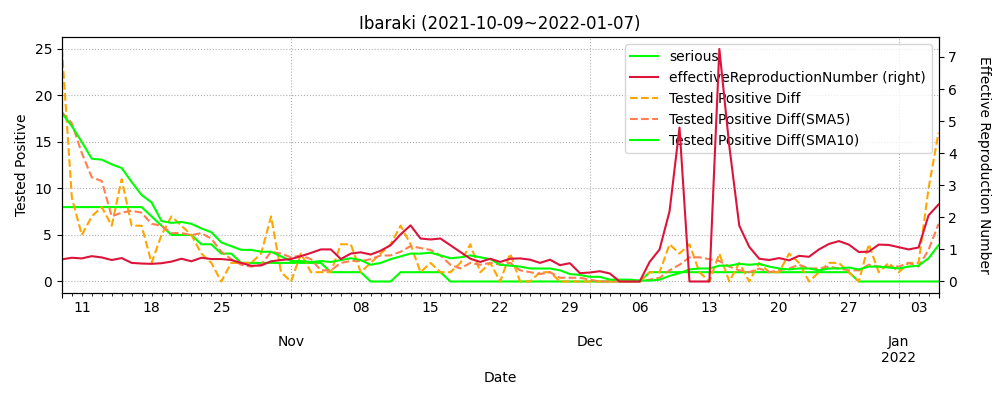 Ibaraki (2021-10-09~2022-01-07)
25
20
15
10
5
0
Tested Positive
serious
effectiveReproductionNumber (right)
Tested Positive Diff
Tested Positive Diff(SMA5)
Tested Positive Diff(SMA10)
7
6
5
4
3
2
1
0
Effective Reproduction Number
11 18 25 08 15 22 29 06 13 20 27 03
Nov Dec Jan
2022
Date